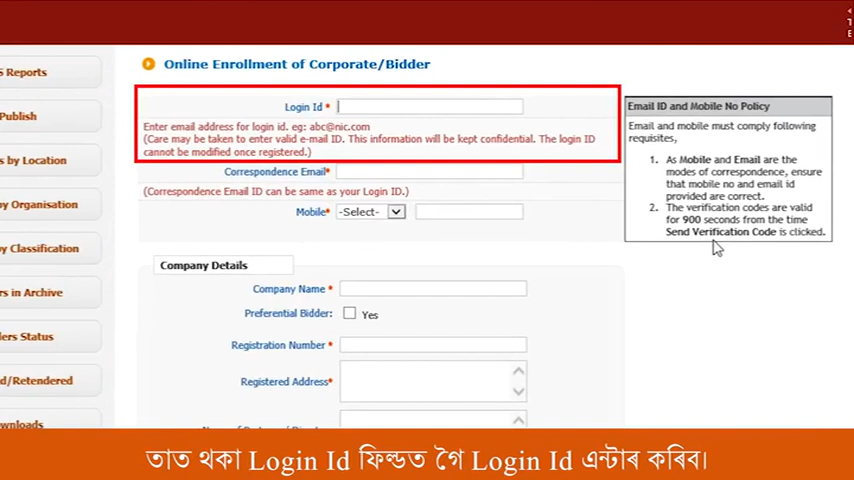 Online Enrollment of Corporate/Bidder
Reports
Publish
by Location
by Organisation
by Classification
in Archive
Status
Login Id *
Enter email address for login id. eg: abc@nic.com
(Care may be taken to enter valid e-mail ID. This information will be kept confidential. The login ID
cannot be modified once registered.)
Correspondence Email*
(Correspondence Email ID can be same as your Login ID.)
Mobile* -Select-
Email ID and Mobile No Policy
Email and mobile must comply following
requisites,
1. As Mobile and Email are the
modes of correspondence, ensure
that mobile no and email id
provided are correct.
2. The verification codes are valid
for 900 seconds from the time
Send Verification Code is clicked.
Company Details
Company Name *
Preferential Bidder: Yes
Registration Number *
Registered Address*
তাত থকা Login Id ফিল্ডত গৈ Login Id এন্টাৰ কৰিব।